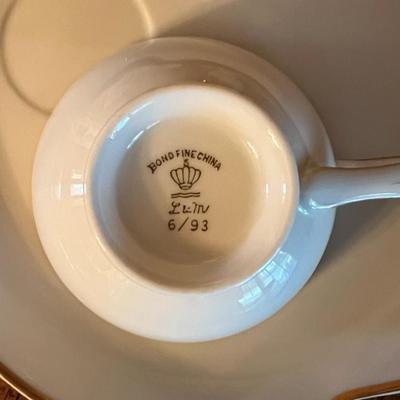 BOND FINE CHINA
L & M
6/93